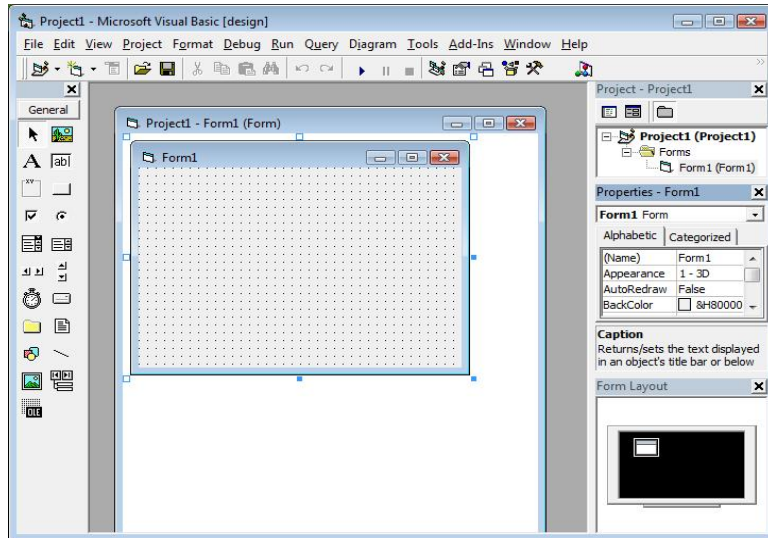 Project1 - Microsoft Visual Basic [design]
File Edit View Project Format Debug Run Query Diagram Tools Add-Ins Window Help
General
A ab
XY
OLE
Project1 - Form1 (Form)
Form1
Project - Project1
Project1 (Project1)
Forms
Form1 (Form1)
Properties - Form1
Form1 Form
Alphabetic Categorized
(Name) Form1
Appearance 1 - 3D
AutoRedraw False
BackColor &H80000
Caption
Returns/sets the text displayed
in an object's title bar or below
Form Layout